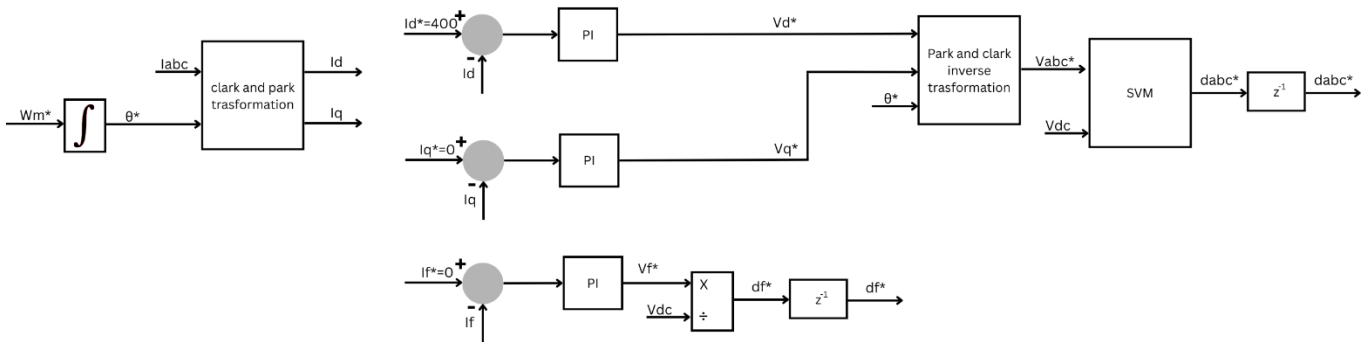 Wm*
∫
θ*
Iabc
clark and park
trasformation
Id
Iq
Id*=400
+
-
Id
PI
Vd*
Iq*=0
+
-
Iq
PI
Vq*
θ*
Park and clark
inverse
trasformation
Vabc*
Vdc
SVM
dabc*
z⁻¹
dabc*
If*=0
+
-
If
PI
Vf*
Vdc
X
÷
df*
z⁻¹
df*